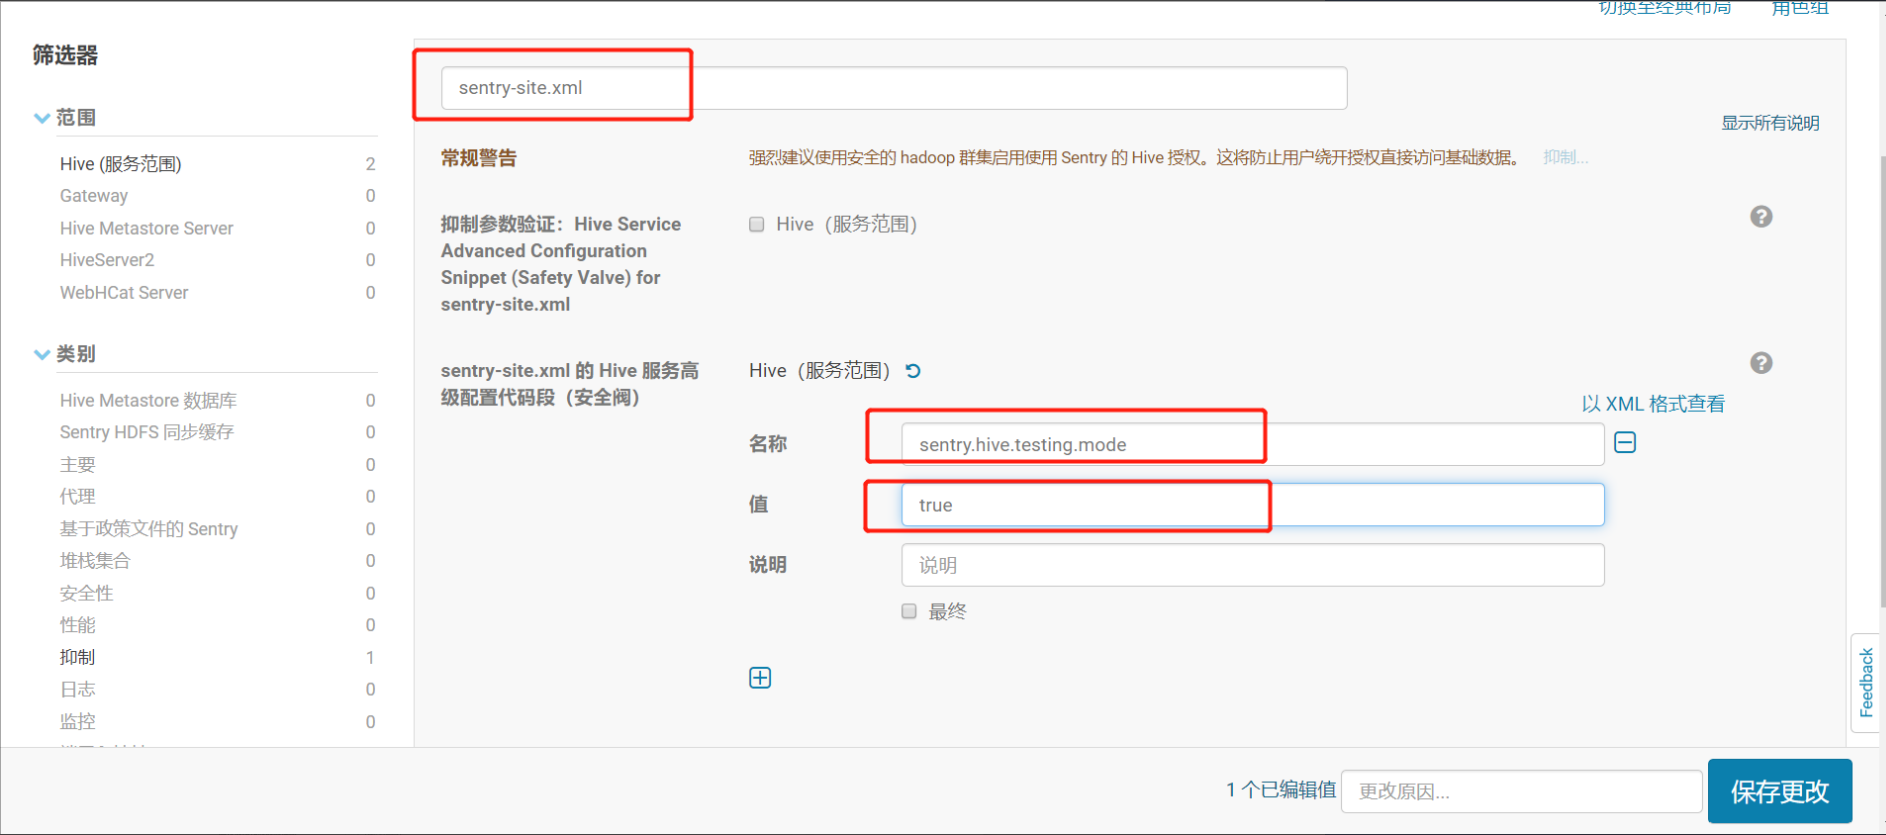 切换至经典布局 角色组
筛选器
范围
Hive (服务范围) 2
Gateway 0
Hive Metastore Server 0
HiveServer2 0
WebHCat Server 0
类别
Hive Metastore 数据库 0
Sentry HDFS 同步缓存 0
主要 0
代理 0
基于政策文件的 Sentry 0
堆栈集合 0
安全性 0
性能 0
抑制 1
日志 0
监控 0
sentry-site.xml
显示所有说明
常规警告 强烈建议使用安全的 hadoop 群集启用使用 Sentry 的 Hive 授权。这将防止用户绕开授权直接访问基础数据。 抑制...
抑制参数验证：Hive Service Hive（服务范围）
Advanced Configuration
Snippet (Safety Valve) for
sentry-site.xml
sentry-site.xml 的 Hive 服务高 Hive（服务范围）
级配置代码段（安全阀）
以 XML 格式查看
名称 sentry.hive.testing.mode
值 true
说明 说明
最终
Feedback
1 个已编辑值 更改原因... 保存更改